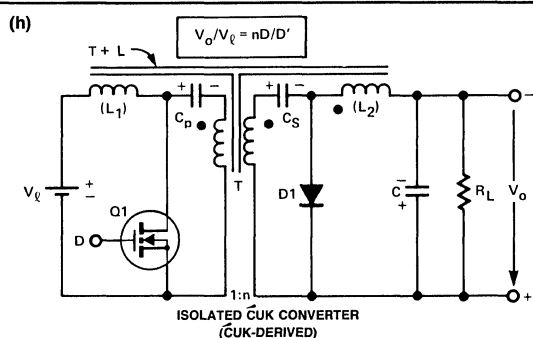 (h)
Vo/Vℓ = nD/D′
T + L
(L1)
+ −
Cp
+ −
CS
(L2)
−
Vℓ
+
−
Q1
D
T
D1
−
C
+
RL
Vo
1:n
+
ISOLATED ĆUK CONVERTER
(ĆUK-DERIVED)